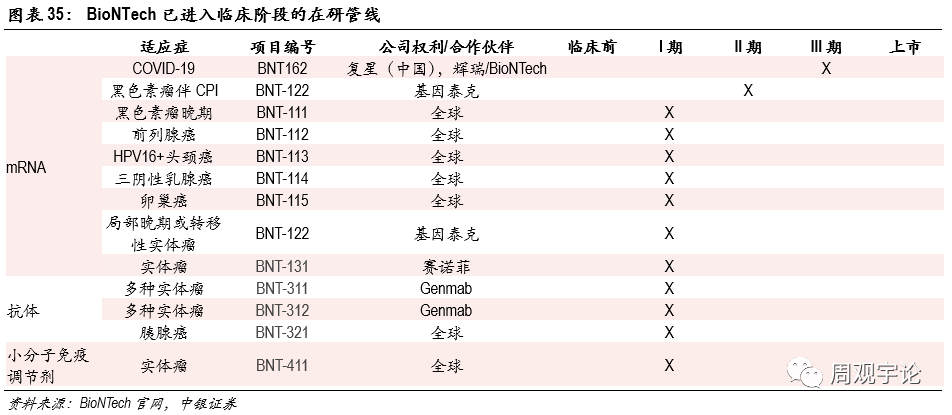 图表 35： BioNTech 已进入临床阶段的在研管线
适应症 项目编号 公司权利/合作伙伴 临床前 I 期 II 期 III 期 上市
mRNA
COVID-19 BNT162 复星（中国），辉瑞/BioNTech X
黑色素瘤伴 CPI BNT-122 基因泰克 X
黑色素瘤晚期 BNT-111 全球 X
前列腺癌 BNT-112 全球 X
HPV16+头颈癌 BNT-113 全球 X
三阴性乳腺癌 BNT-114 全球 X
卵巢癌 BNT-115 全球 X
局部晚期或转移
性实体瘤 BNT-122 基因泰克 X
实体瘤 BNT-131 赛诺菲 X
抗体
多种实体瘤 BNT-311 Genmab X
多种实体瘤 BNT-312 Genmab X
胰腺癌 BNT-321 全球 X
小分子免疫
调节剂
实体瘤 BNT-411 全球 X
周观宇论
资料来源：BioNTech 官网，中银证券